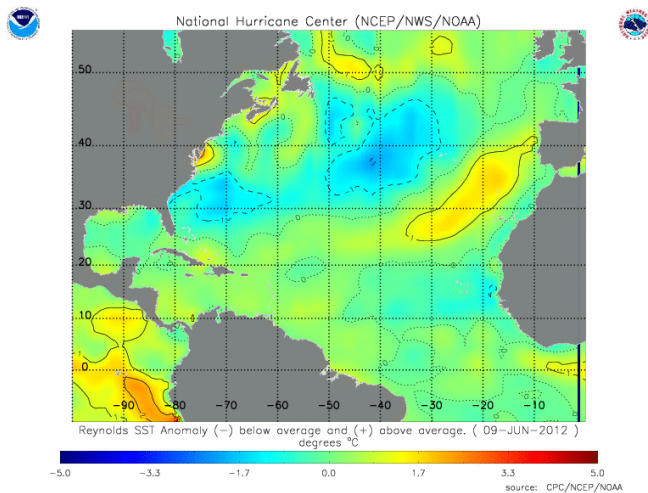 National Hurricane Center (NCEP/NWS/NOAA)
50
40
30
20
10
0
-90 -80 -70 -60 -50 -40 -30 -20 -10
Reynolds SST Anomaly (-) below average and (+) above average. ( 09-JUN-2012 )
degrees °C
-5.0 -3.3 -1.7 0.0 1.7 3.3 5.0
source: CPC/NCEP/NOAA